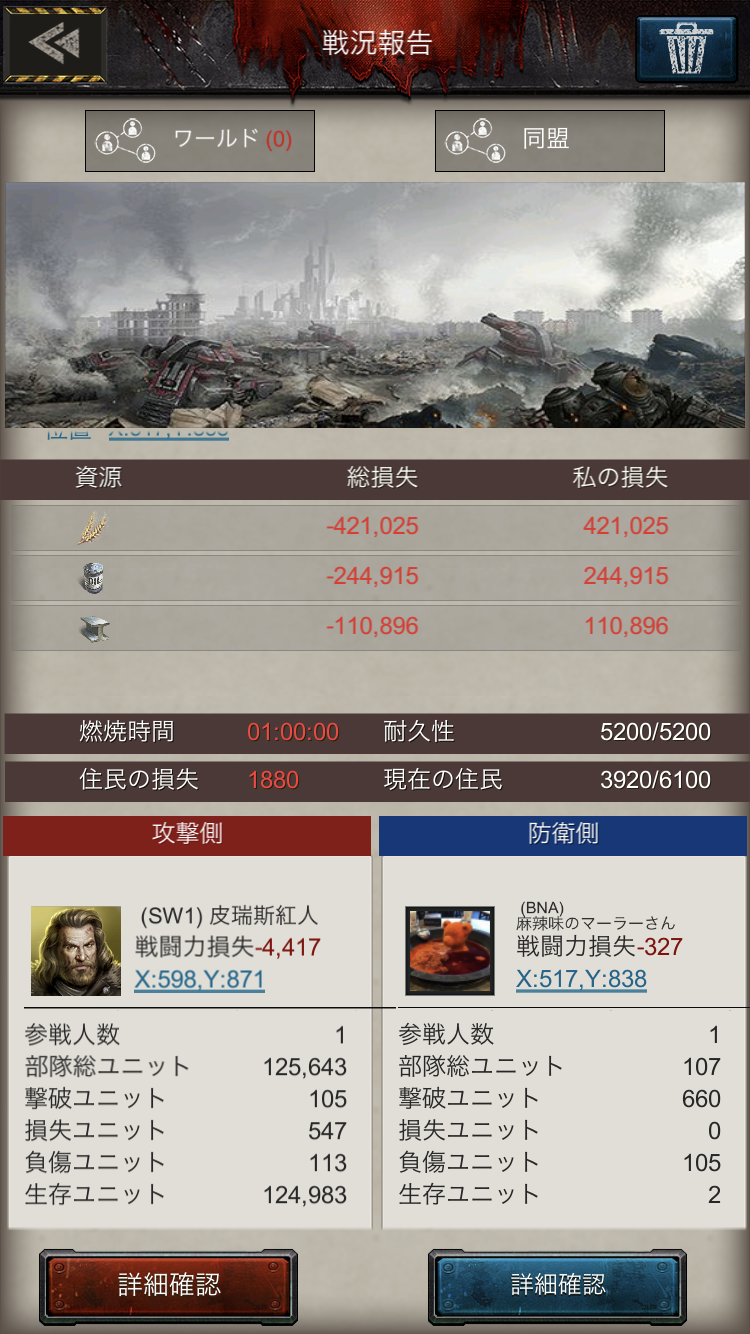 戦況報告
ワールド (0)
同盟
位置 X:517,Y:838
資源 総損失 私の損失
-421,025 421,025
OIL
-244,915 244,915
-110,896 110,896
燃焼時間 01:00:00 耐久性 5200/5200
住民の損失 1880 現在の住民 3920/6100
攻撃側
(SW1) 皮瑞斯紅人
戦闘力損失-4,417
X:598,Y:871
参戦人数 1
部隊総ユニット 125,643
撃破ユニット 105
損失ユニット 547
負傷ユニット 113
生存ユニット 124,983
詳細確認
防衛側
(BNA)
麻辣味のマーラーさん
戦闘力損失-327
X:517,Y:838
参戦人数 1
部隊総ユニット 107
撃破ユニット 660
損失ユニット 0
負傷ユニット 105
生存ユニット 2
詳細確認